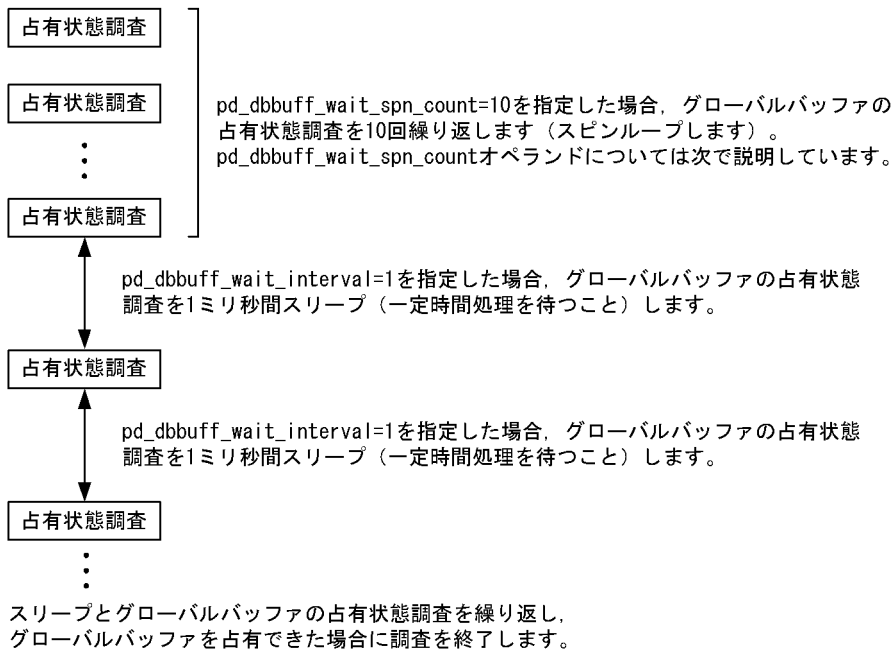 占有状態調査
占有状態調査
pd_dbbuff_wait_spn_count=10を指定した場合，グローバルバッファの
占有状態調査を10回繰り返します（スピンループします）。
pd_dbbuff_wait_spn_countオペランドについては次で説明しています。
占有状態調査
pd_dbbuff_wait_interval=1を指定した場合，グローバルバッファの占有状態
調査を1ミリ秒間スリープ（一定時間処理を待つこと）します。
占有状態調査
pd_dbbuff_wait_interval=1を指定した場合，グローバルバッファの占有状態
調査を1ミリ秒間スリープ（一定時間処理を待つこと）します。
占有状態調査
スリープとグローバルバッファの占有状態調査を繰り返し，
グローバルバッファを占有できた場合に調査を終了します。